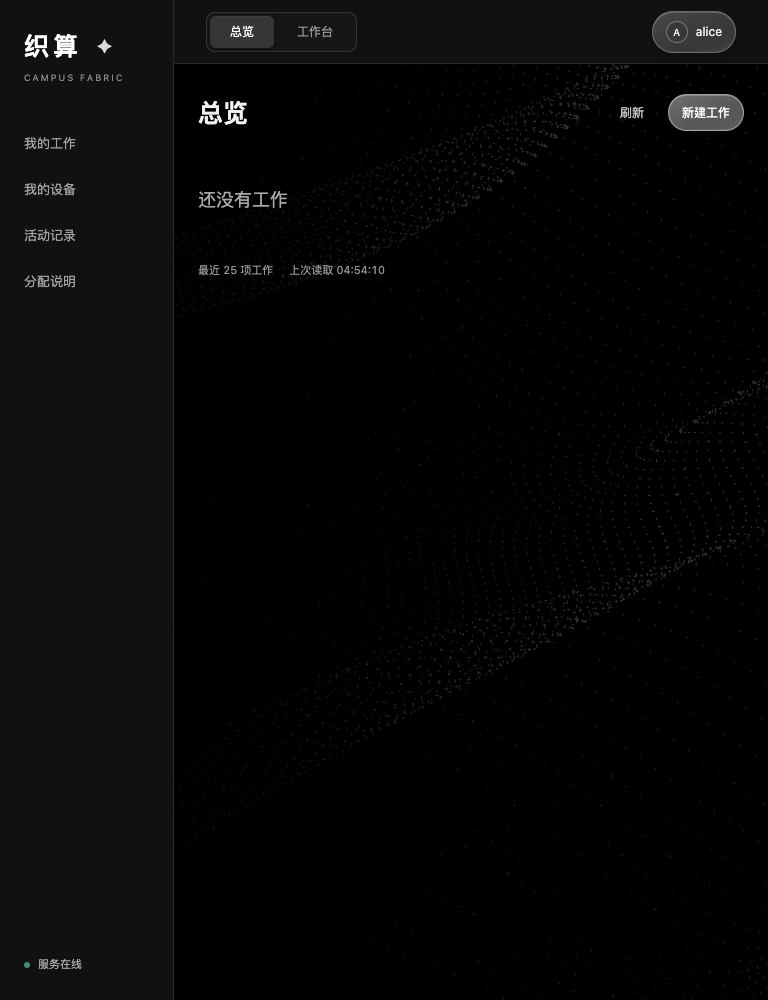 织算
CAMPUS FABRIC
我的工作
我的设备
活动记录
分配说明
服务在线
总览 工作台
A alice
总览
刷新 新建工作
还没有工作
最近 25 项工作 上次读取 04:54:10